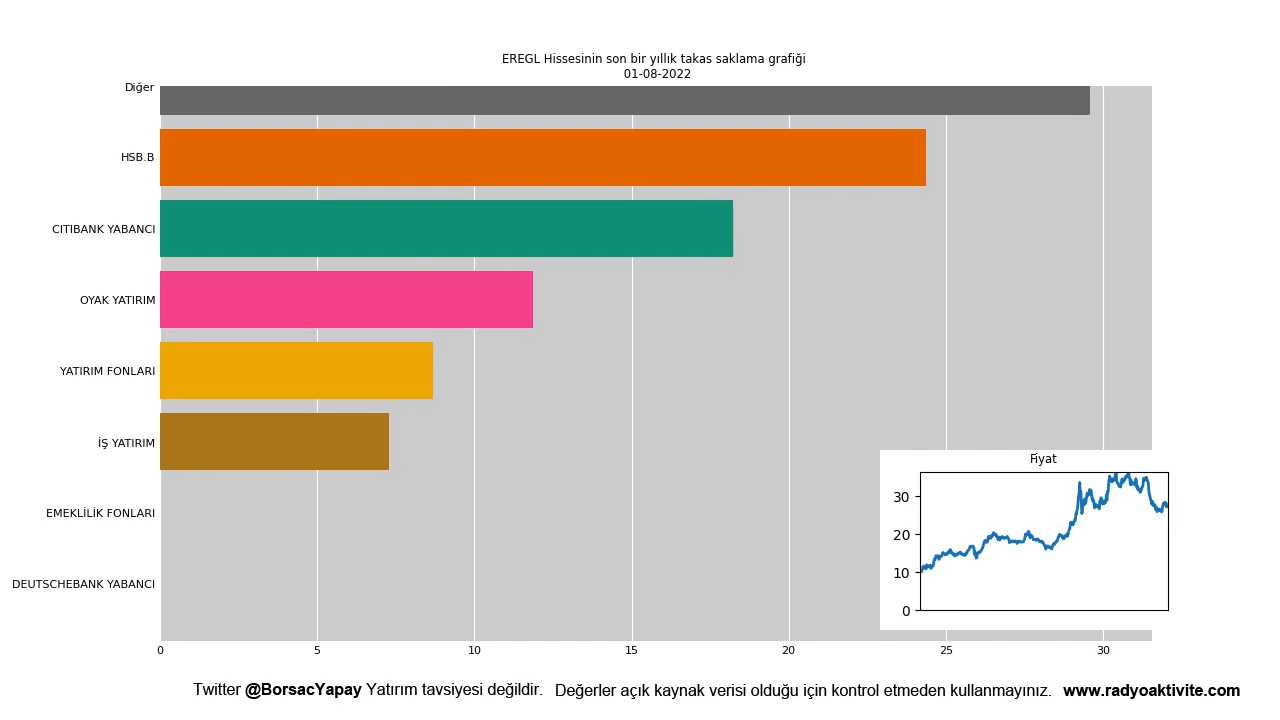 EREGL Hissesinin son bir yıllık takas saklama grafiği
01-08-2022
Diğer
HSB.B
CITIBANK YABANCI
OYAK YATIRIM
YATIRIM FONLARI
İŞ YATIRIM
EMEKLİLİK FONLARI
DEUTSCHEBANK YABANCI
0 5 10 15 20 25 30
Fiyat
30
20
10
0
Twitter @BorsacYapay Yatırım tavsiyesi değildir. Değerler açık kaynak verisi olduğu için kontrol etmeden kullanmayınız. www.radyoaktivite.com